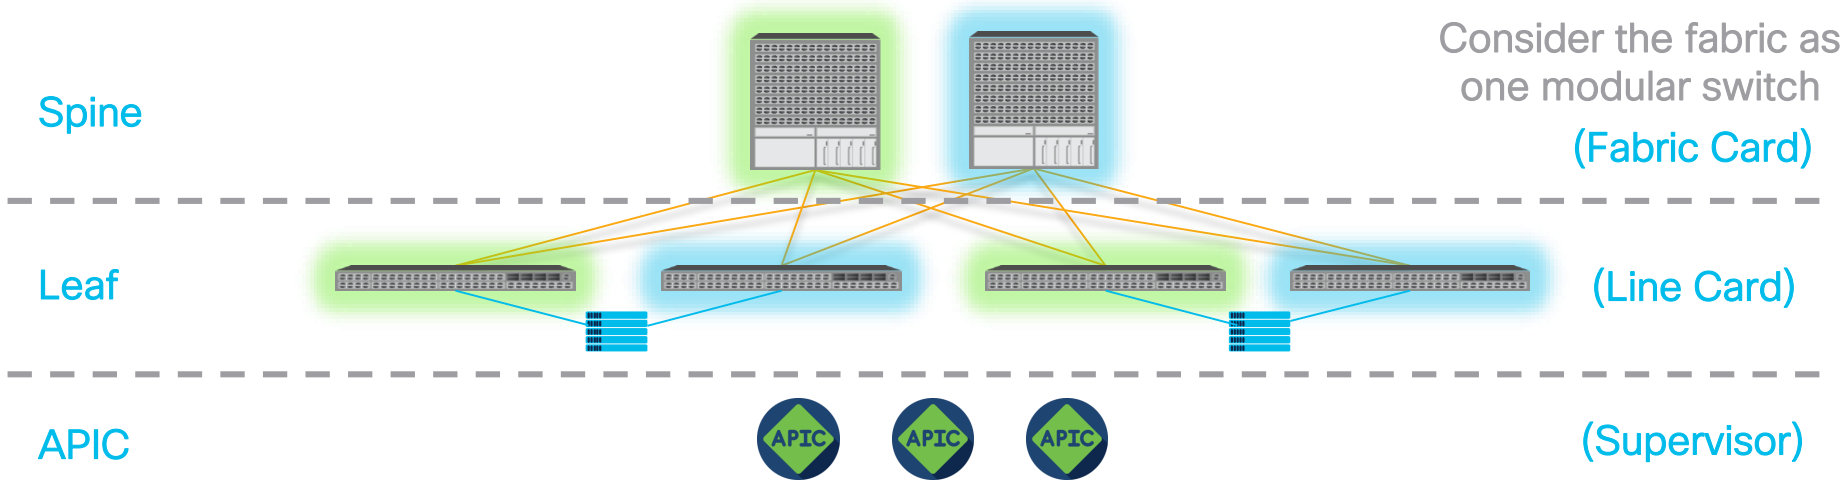 Consider the fabric as
one modular switch
Spine
(Fabric Card)
Leaf
(Line Card)
APIC
APIC
APIC
APIC
(Supervisor)